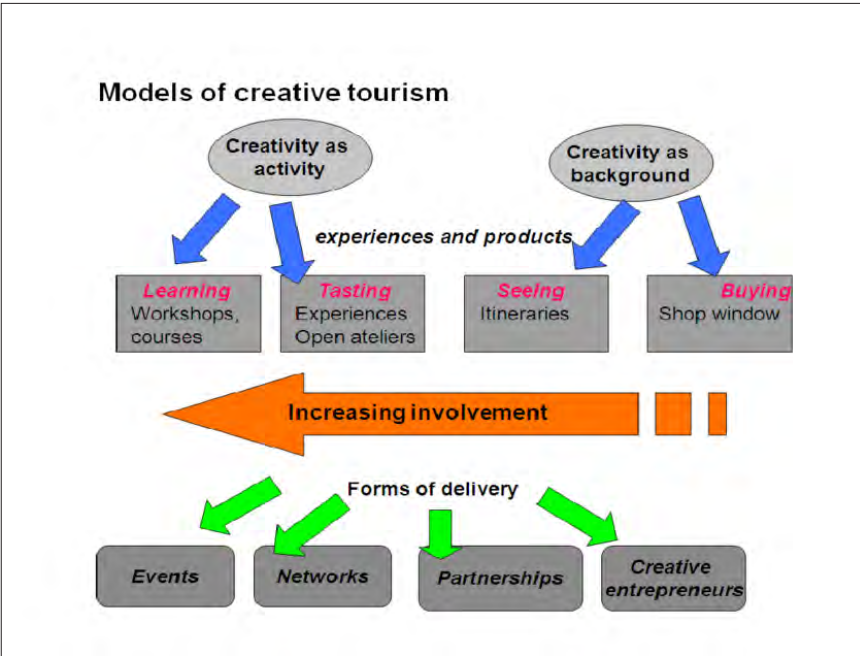 Models of creative tourism
Creativity as
activity
Creativity as
background
experiences and products
Learning
Workshops,
courses
Tasting
Experiences
Open ateliers
Seeing
Itineraries
Buying
Shop window
Increasing involvement
Forms of delivery
Events
Networks
Partnerships
Creative
entrepreneurs